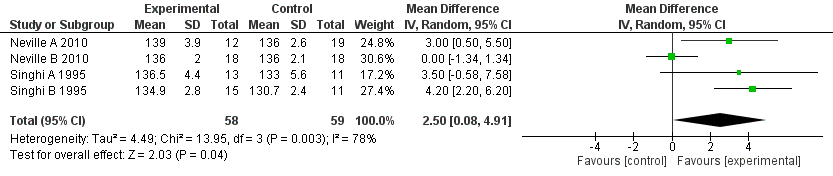 Experimental Control Mean Difference Mean Difference
Study or Subgroup Mean SD Total Mean SD Total Weight IV, Random, 95% CI IV, Random, 95% CI
Neville A 2010 139 3.9 12 136 2.6 19 24.8% 3.00 [0.50, 5.50]
Neville B 2010 136 2 18 136 2.1 18 30.7% 0.00 [-1.34, 1.34]
Singhi A 1995 136.5 4.4 13 133 5.6 11 17.2% 3.50 [-0.58, 7.58]
Singhi B 1995 134.9 2.8 15 130.7 2.4 11 27.4% 4.20 [2.20, 6.20]
Total (95% CI) 58 59 100.0% 2.50 [0.08, 4.91]
Heterogeneity: Tau² = 4.49; Chi² = 13.95, df = 3 (P = 0.003); I² = 78%
Test for overall effect: Z = 2.03 (P = 0.04)
-4 -2 0 2 4
Favours [control] Favours [experimental]